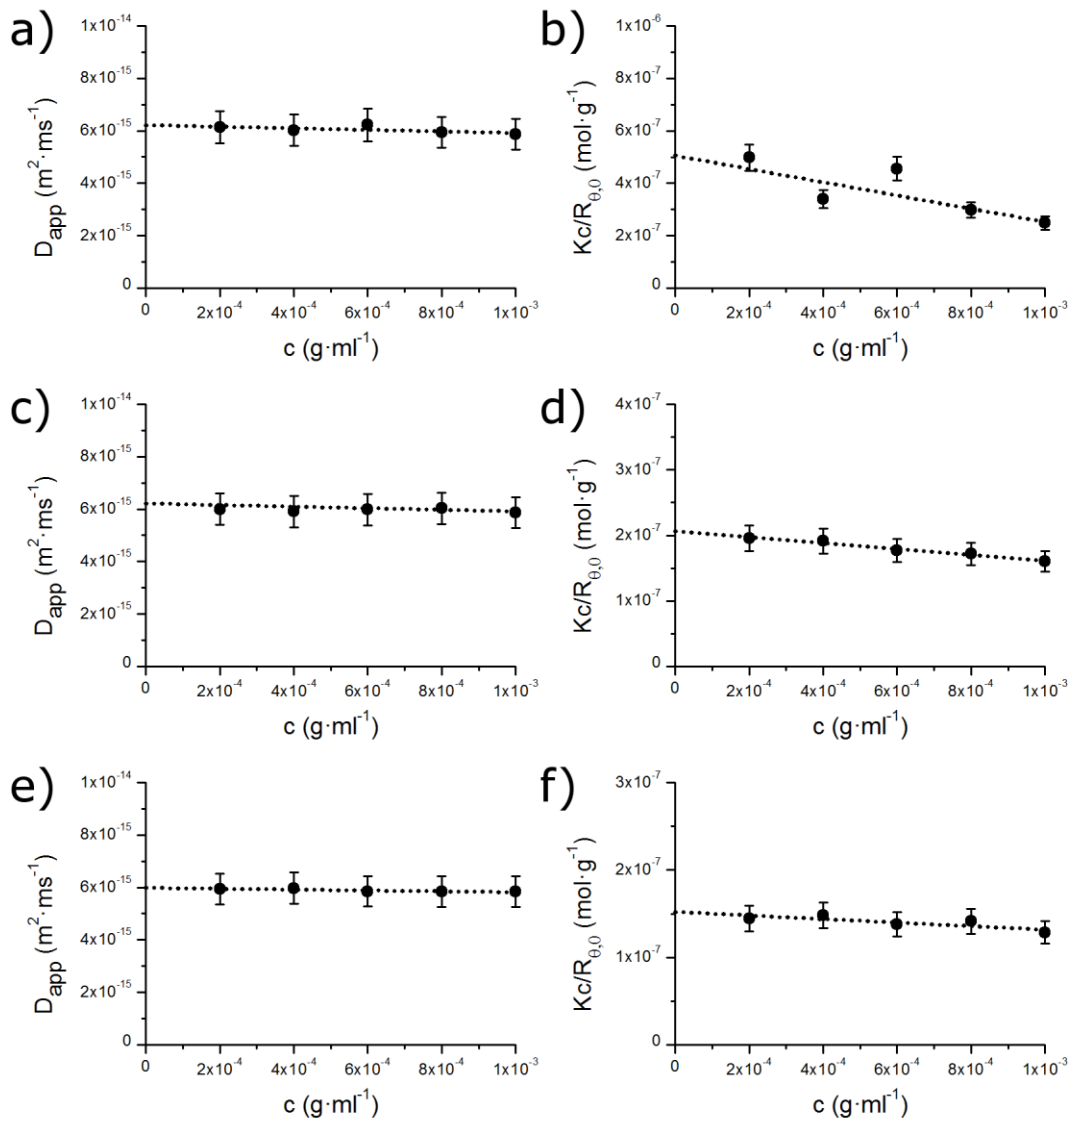 a)
1x10⁻¹⁴
8x10⁻¹⁵
6x10⁻¹⁵
4x10⁻¹⁵
2x10⁻¹⁵
0
D_app (m²·ms⁻¹)
0 2x10⁻⁴ 4x10⁻⁴ 6x10⁻⁴ 8x10⁻⁴ 1x10⁻³
c (g·ml⁻¹)
b)
1x10⁻⁶
8x10⁻⁷
6x10⁻⁷
4x10⁻⁷
2x10⁻⁷
0
Kc/R_θ,0 (mol·g⁻¹)
0 2x10⁻⁴ 4x10⁻⁴ 6x10⁻⁴ 8x10⁻⁴ 1x10⁻³
c (g·ml⁻¹)
c)
1x10⁻¹⁴
8x10⁻¹⁵
6x10⁻¹⁵
4x10⁻¹⁵
2x10⁻¹⁵
0
D_app (m²·ms⁻¹)
0 2x10⁻⁴ 4x10⁻⁴ 6x10⁻⁴ 8x10⁻⁴ 1x10⁻³
c (g·ml⁻¹)
d)
4x10⁻⁷
3x10⁻⁷
2x10⁻⁷
1x10⁻⁷
0
Kc/R_θ,0 (mol·g⁻¹)
0 2x10⁻⁴ 4x10⁻⁴ 6x10⁻⁴ 8x10⁻⁴ 1x10⁻³
c (g·ml⁻¹)
e)
1x10⁻¹⁴
8x10⁻¹⁵
6x10⁻¹⁵
4x10⁻¹⁵
2x10⁻¹⁵
0
D_app (m²·ms⁻¹)
0 2x10⁻⁴ 4x10⁻⁴ 6x10⁻⁴ 8x10⁻⁴ 1x10⁻³
c (g·ml⁻¹)
f)
3x10⁻⁷
2x10⁻⁷
1x10⁻⁷
0
Kc/R_θ,0 (mol·g⁻¹)
0 2x10⁻⁴ 4x10⁻⁴ 6x10⁻⁴ 8x10⁻⁴ 1x10⁻³
c (g·ml⁻¹)